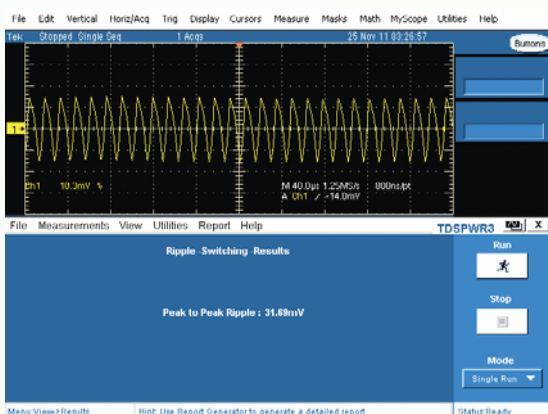 File Edit Vertical Horiz/Acq Trig Display Cursors Measure Masks Math MyScope Utilities Help
Tek Stopped Single Seq 1 Acqs 25 Nov 11 03:26:57
Buttons
1
Ch1 10.0mV M 40.0µs 1.25MS/s 800ns/pt
A Ch1 -14.0mV
File Measurements View Utilities Report Help TDSPWR3 X
Ripple -Switching -Results
Run
Peak to Peak Ripple : 31.69mV
Stop
Mode
Single Run
Menu:View>Results Hint: Use Report Generator to generate a detailed report Status:Ready